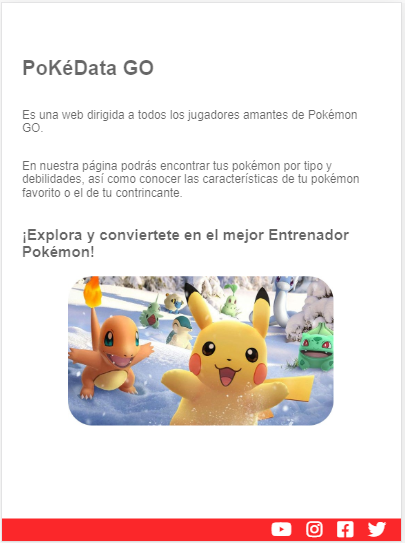 PoKéData GO
Es una web dirigida a todos los jugadores amantes de Pokémon
GO.
En nuestra página podrás encontrar tus pokémon por tipo y
debilidades, así como conocer las características de tu pokémon
favorito o el de tu contrincante.
¡Explora y conviertete en el mejor Entrenador
Pokémon!